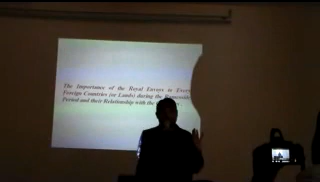 The Importance of the Royal Envoys to
Foreign Countries (or Lands) during the
Period and their Relationship with the